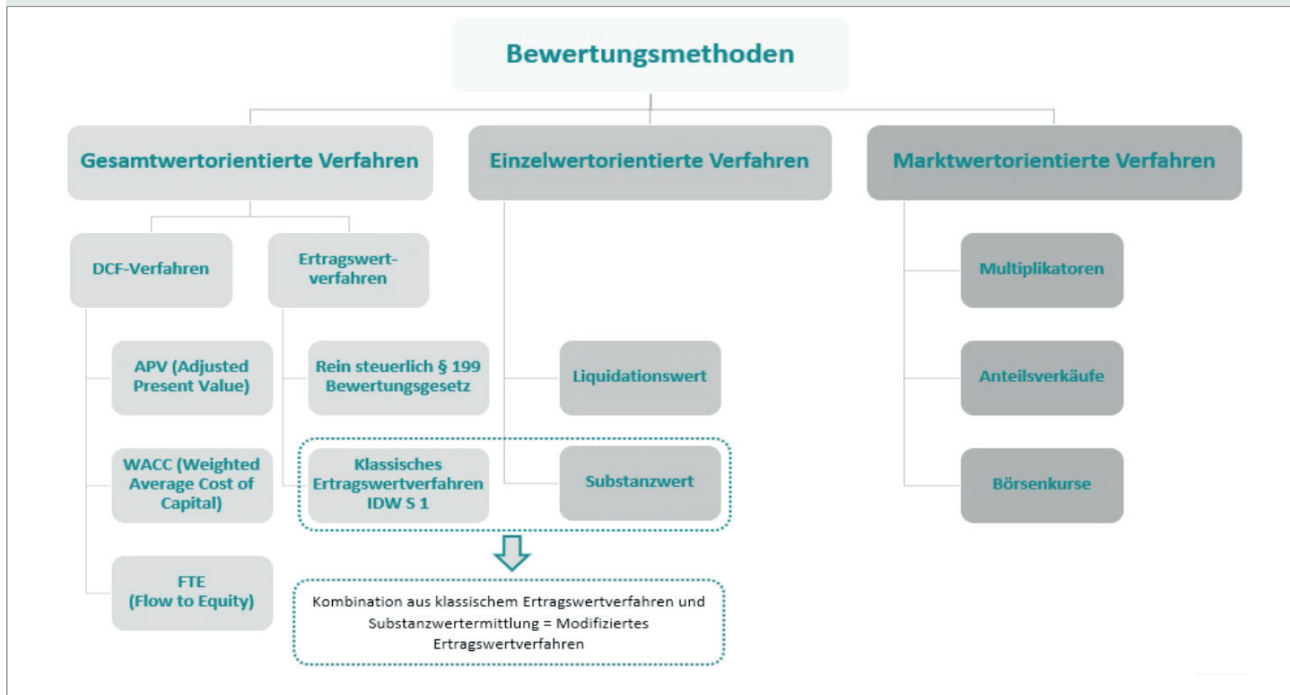 Bewertungsmethoden
Gesamtwertorientierte Verfahren
Einzelwertorientierte Verfahren
Marktwertorientierte Verfahren
DCF-Verfahren
Ertragswert-
verfahren
Multiplikatoren
APV (Adjusted
Present Value)
Rein steuerlich § 199
Bewertungsgesetz
Liquidationswert
Anteilsverkäufe
WACC (Weighted
Average Cost of
Capital)
Klassisches
Ertragswertverfahren
IDW S 1
Substanzwert
Börsenkurse
FTE
(Flow to Equity)
Kombination aus klassischem Ertragswertverfahren und
Substanzwertermittlung = Modifiziertes
Ertragswertverfahren